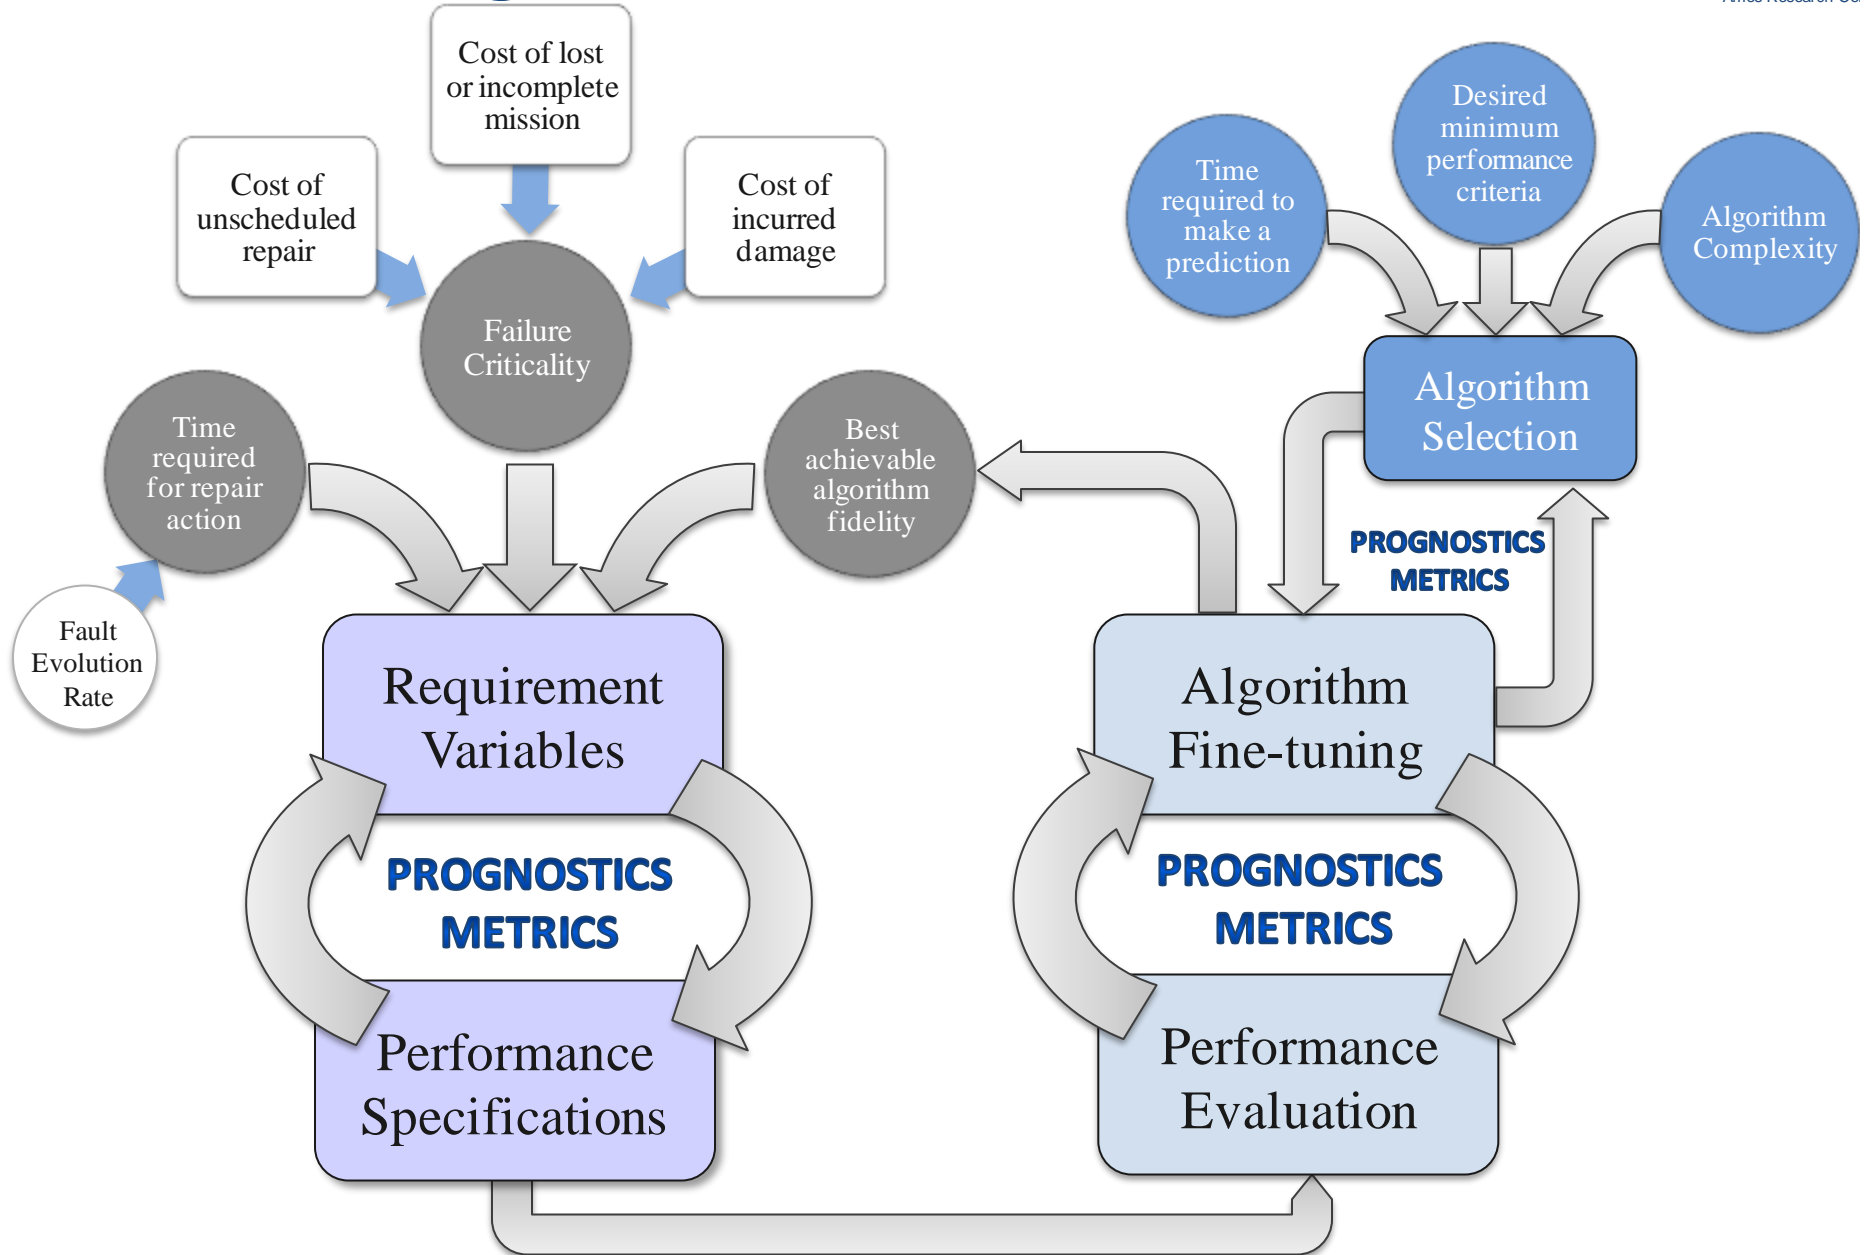 Cost of lost
or incomplete
mission
Cost of
unscheduled
repair
Cost of
incurred
damage
Failure
Criticality
Time
required
for repair
action
Best
achievable
algorithm
fidelity
Fault
Evolution
Rate
Requirement
Variables
PROGNOSTICS
METRICS
Performance
Specifications
Time
required to
make a
prediction
Desired
minimum
performance
criteria
Algorithm
Complexity
Algorithm
Selection
PROGNOSTICS
METRICS
Algorithm
Fine-tuning
PROGNOSTICS
METRICS
Performance
Evaluation